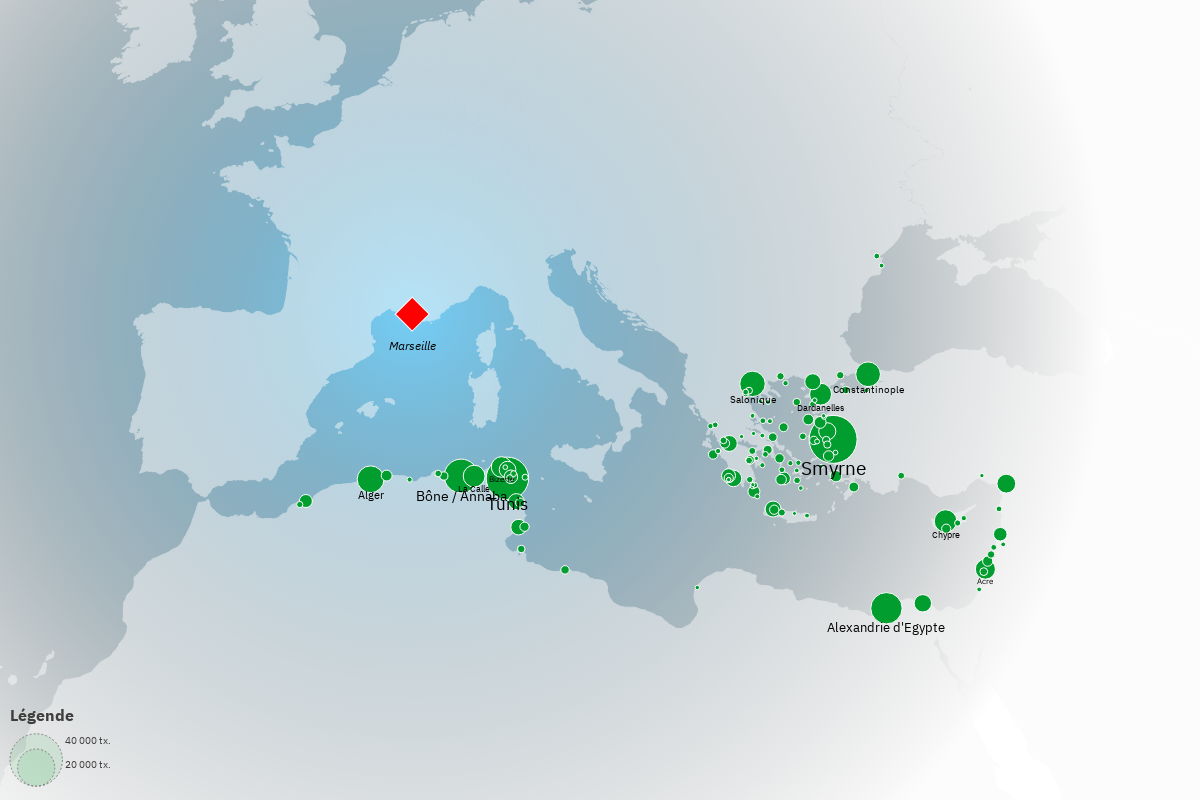 Marseille
Constantinople
Salonique
Dardanelles
Smyrne
Bizerte
La Calle
Alger
Bône / Annaba
Tunis
Chypre
Acre
Alexandrie d'Egypte
Légende
40 000 tx.
20 000 tx.